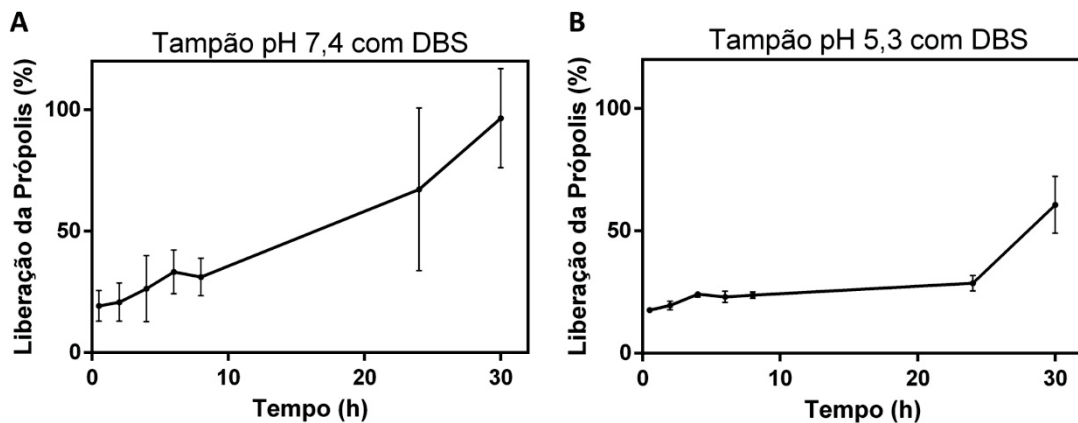 A
Tampão pH 7,4 com DBS
Liberação da Própolis (%)
100
50
0
0 10 20 30
Tempo (h)
B
Tampão pH 5,3 com DBS
Liberação da Própolis (%)
100
50
0
0 10 20 30
Tempo (h)